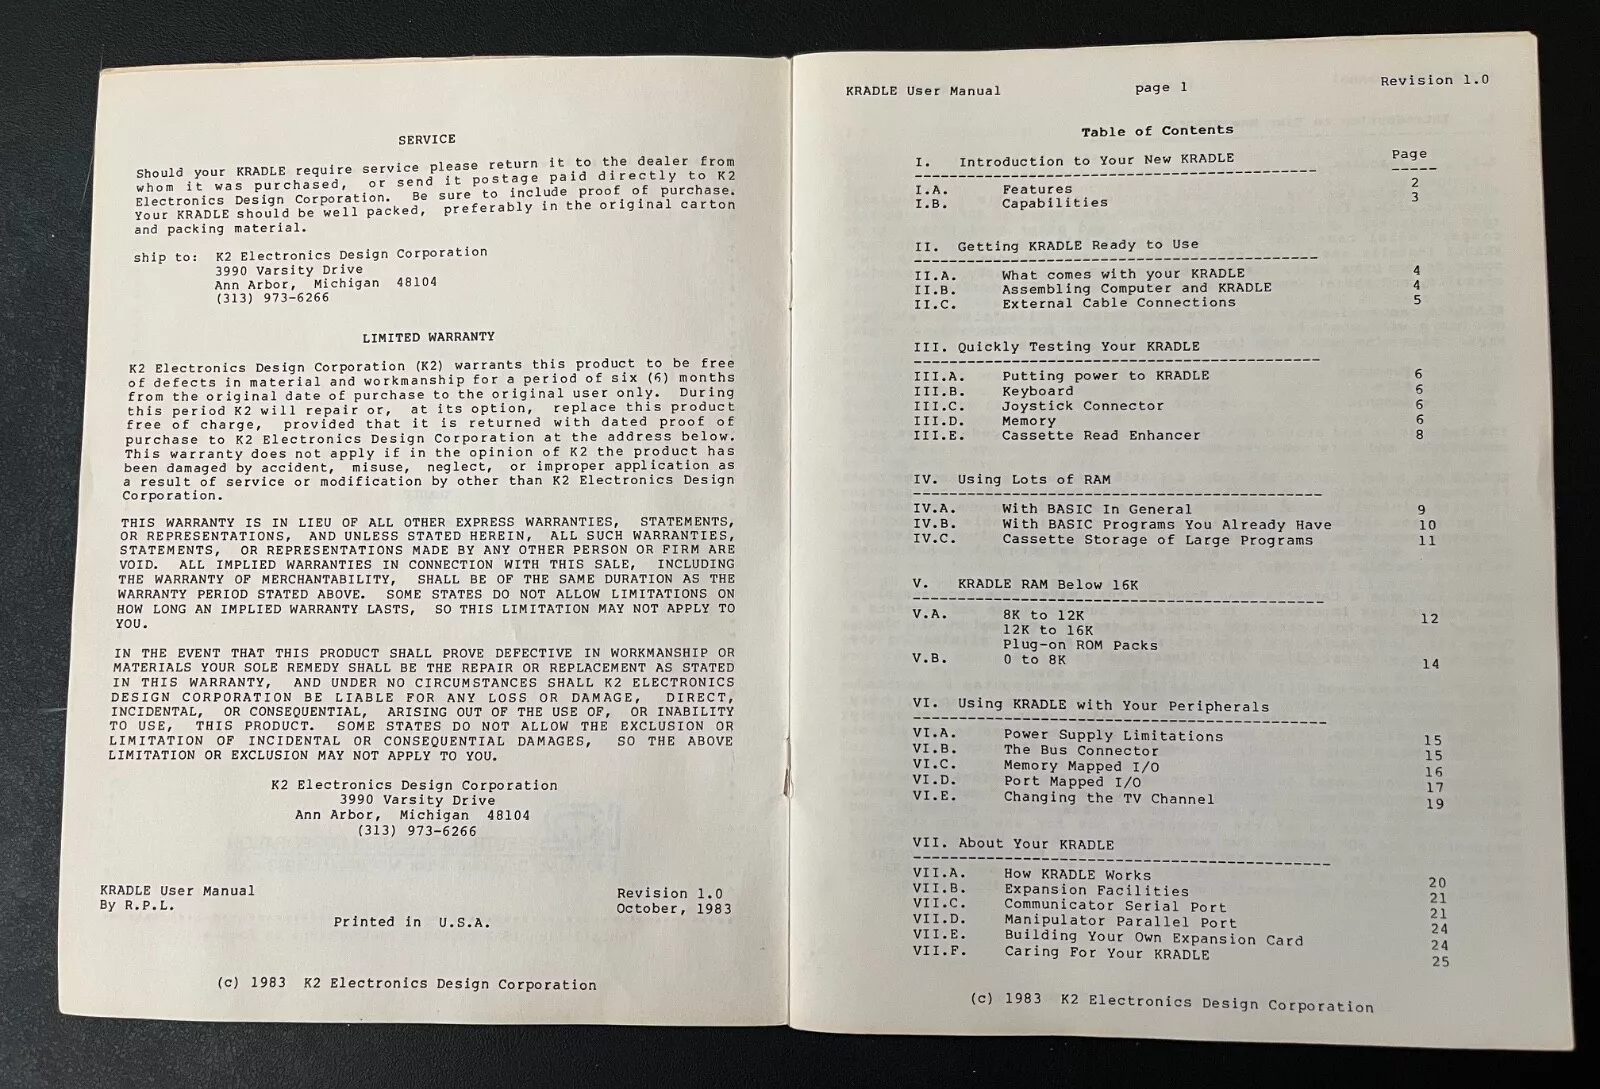 SERVICE
Should your KRADLE require service please return it to the dealer from
whom it was purchased, or send it postage paid directly to K2
Electronics Design Corporation. Be sure to include proof of purchase.
Your KRADLE should be well packed, preferably in the original carton
and packing material.
ship to: K2 Electronics Design Corporation
3990 Varsity Drive
Ann Arbor, Michigan 48104
(313) 973-6266
LIMITED WARRANTY
K2 Electronics Design Corporation (K2) warrants this product to be free
of defects in material and workmanship for a period of six (6) months
from the original date of purchase to the original user only. During
this period K2 will repair or, at its option, replace this product
free of charge, provided that it is returned with dated proof of
purchase to K2 Electronics Design Corporation at the address below.
This warranty does not apply if in the opinion of K2 the product has
been damaged by accident, misuse, neglect, or improper application as
a result of service or modification by other than K2 Electronics Design
Corporation.
THIS WARRANTY IS IN LIEU OF ALL OTHER EXPRESS WARRANTIES, STATEMENTS,
OR REPRESENTATIONS, AND UNLESS STATED HEREIN, ALL SUCH WARRANTIES,
STATEMENTS, OR REPRESENTATIONS MADE BY ANY OTHER PERSON OR FIRM ARE
VOID. ALL IMPLIED WARRANTIES IN CONNECTION WITH THIS SALE, INCLUDING
THE WARRANTY OF MERCHANTABILITY, SHALL BE OF THE SAME DURATION AS THE
WARRANTY PERIOD STATED ABOVE. SOME STATES DO NOT ALLOW LIMITATIONS ON
HOW LONG AN IMPLIED WARRANTY LASTS, SO THIS LIMITATION MAY NOT APPLY TO
YOU.
IN THE EVENT THAT THIS PRODUCT SHALL PROVE DEFECTIVE IN WORKMANSHIP OR
MATERIALS YOUR SOLE REMEDY SHALL BE THE REPAIR OR REPLACEMENT AS STATED
IN THIS WARRANTY, AND UNDER NO CIRCUMSTANCES SHALL K2 ELECTRONICS
DESIGN CORPORATION BE LIABLE FOR ANY LOSS OR DAMAGE, DIRECT,
INCIDENTAL, OR CONSEQUENTIAL, ARISING OUT OF THE USE OF, OR INABILITY
TO USE, THIS PRODUCT. SOME STATES DO NOT ALLOW THE EXCLUSION OR
LIMITATION OF INCIDENTAL OR CONSEQUENTIAL DAMAGES, SO THE ABOVE
LIMITATION OR EXCLUSION MAY NOT APPLY TO YOU.
K2 Electronics Design Corporation
3990 Varsity Drive
Ann Arbor, Michigan 48104
(313) 973-6266
KRADLE User Manual Revision 1.0
By R.P.L. October, 1983
Printed in U.S.A.
(c) 1983 K2 Electronics Design Corporation
KRADLE User Manual page 1 Revision 1.0
Table of Contents
I. Introduction to Your New KRADLE Page
I.A. Features 2
I.B. Capabilities 3
II. Getting KRADLE Ready to Use
II.A. What comes with your KRADLE 4
II.B. Assembling Computer and KRADLE 4
II.C. External Cable Connections 5
III. Quickly Testing Your KRADLE
III.A. Putting power to KRADLE 6
III.B. Keyboard 6
III.C. Joystick Connector 6
III.D. Memory 6
III.E. Cassette Read Enhancer 8
IV. Using Lots of RAM
IV.A. With BASIC In General 9
IV.B. With BASIC Programs You Already Have 10
IV.C. Cassette Storage of Large Programs 11
V. KRADLE RAM Below 16K
V.A. 8K to 12K 12
12K to 16K
Plug-on ROM Packs
V.B. 0 to 8K 14
VI. Using KRADLE with Your Peripherals
VI.A. Power Supply Limitations 15
VI.B. The Bus Connector 15
VI.C. Memory Mapped I/O 16
VI.D. Port Mapped I/O 17
VI.E. Changing the TV Channel 19
VII. About Your KRADLE
VII.A. How KRADLE Works 20
VII.B. Expansion Facilities 21
VII.C. Communicator Serial Port 21
VII.D. Manipulator Parallel Port 24
VII.E. Building Your Own Expansion Card 24
VII.F. Caring For Your KRADLE 25
(c) 1983 K2 Electronics Design Corporation